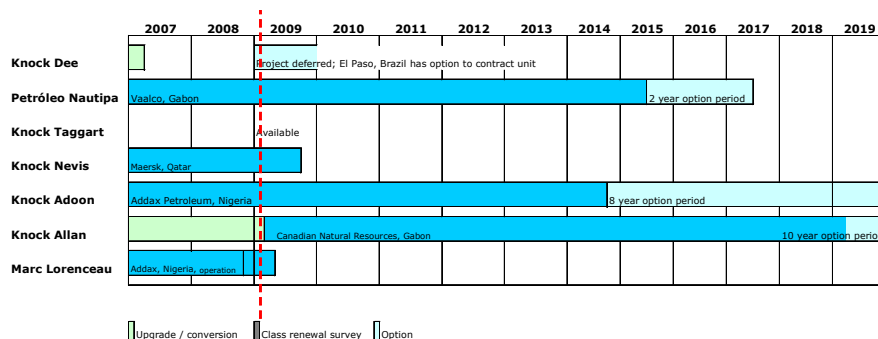 2007 2008 2009 2010 2011 2012 2013 2014 2015 2016 2017 2018 2019
Knock Dee
Project deferred; El Paso, Brazil has option to contract unit
Petróleo Nautipa
Vaalco, Gabon
2 year option period
Knock Taggart
Available
Knock Nevis
Maersk, Qatar
Knock Adoon
Addax Petroleum, Nigeria
8 year option period
Knock Allan
Canadian Natural Resources, Gabon
10 year option perio
Marc Lorenceau
Addax, Nigeria, operation
Upgrade / conversion Class renewal survey Option